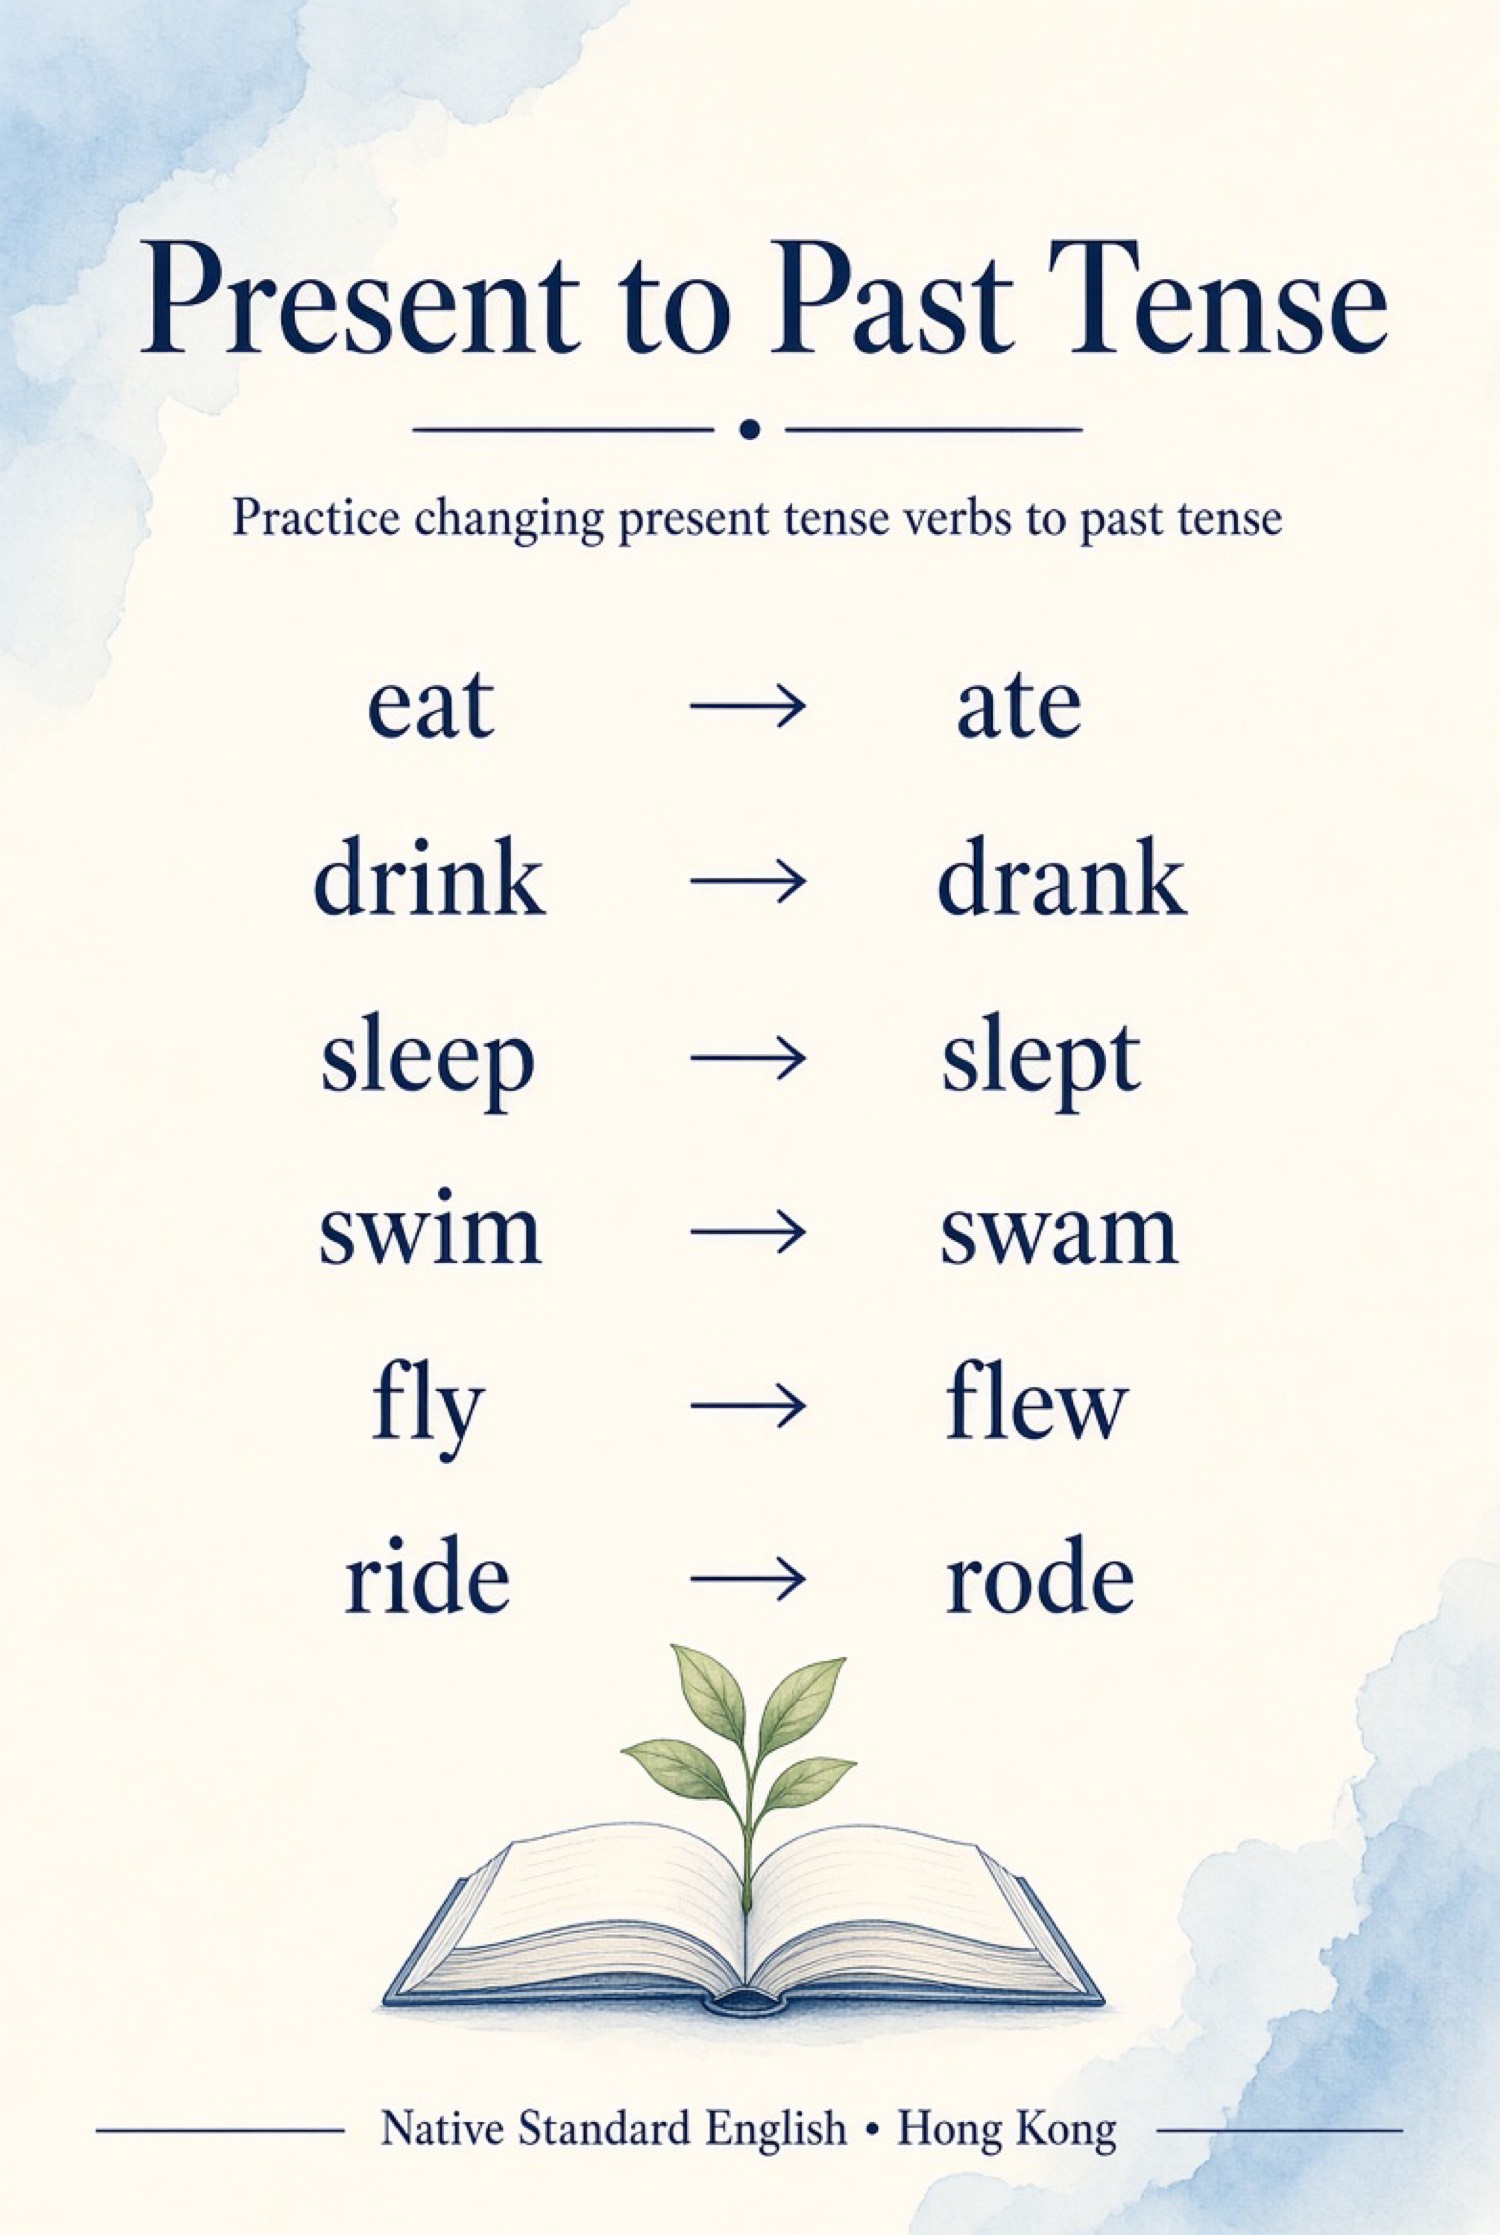 Present to Past Tense
Practice changing present tense verbs to past tense
eat → ate
drink → drank
sleep → slept
swim → swam
fly → flew
ride → rode
Native Standard English • Hong Kong